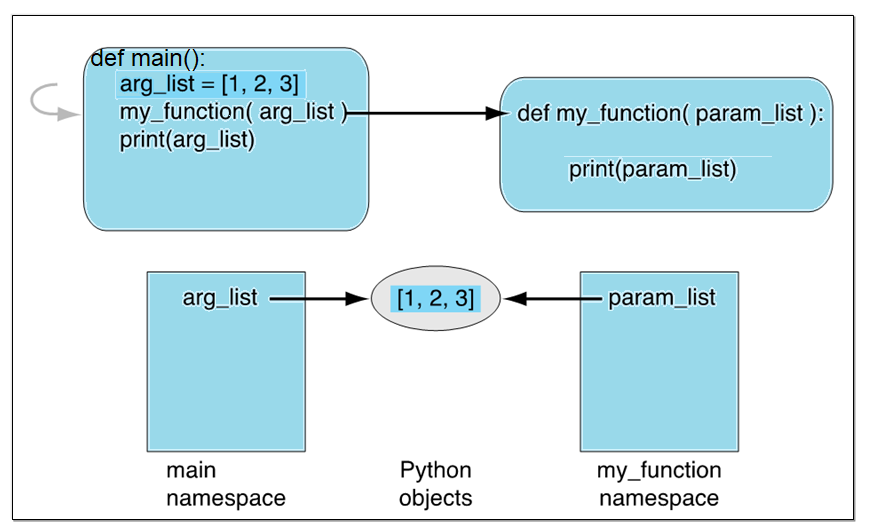 def main():
arg_list = [1, 2, 3]
my_function( arg_list )
print(arg_list)
def my_function( param_list ):
print(param_list)
arg_list
[1, 2, 3]
param_list
main
namespace
Python
objects
my_function
namespace